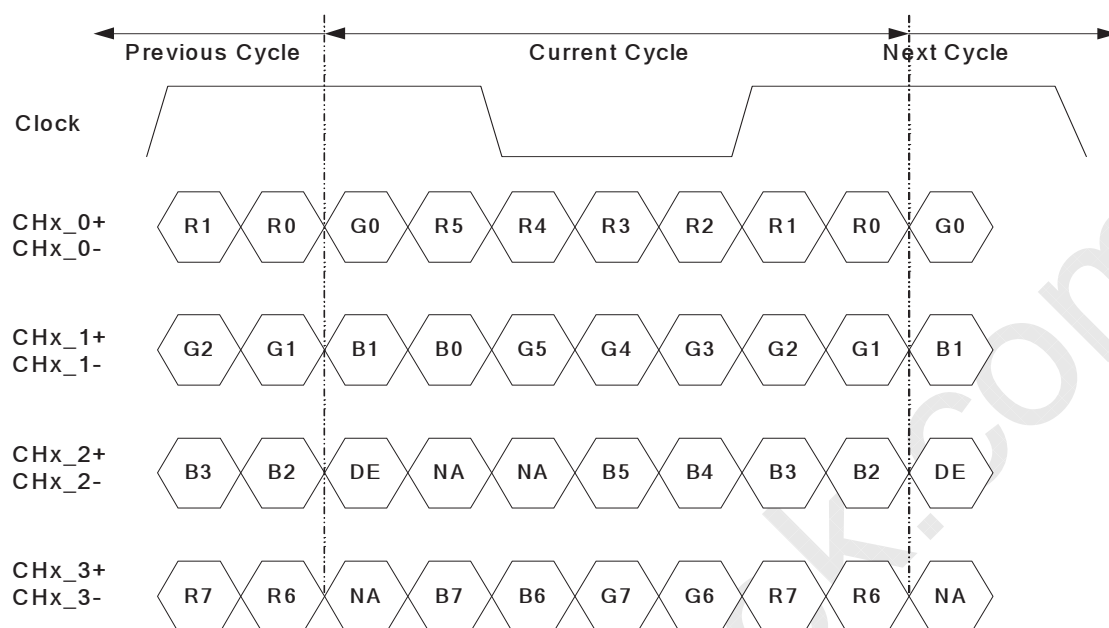 Previous Cycle Current Cycle Next Cycle
Clock
CHx_0+
CHx_0-
R1 R0 G0 R5 R4 R3 R2 R1 R0 G0
CHx_1+
CHx_1-
G2 G1 B1 B0 G5 G4 G3 G2 G1 B1
CHx_2+
CHx_2-
B3 B2 DE NA NA B5 B4 B3 B2 DE
CHx_3+
CHx_3-
R7 R6 NA B7 B6 G7 G6 R7 R6 NA
k.com